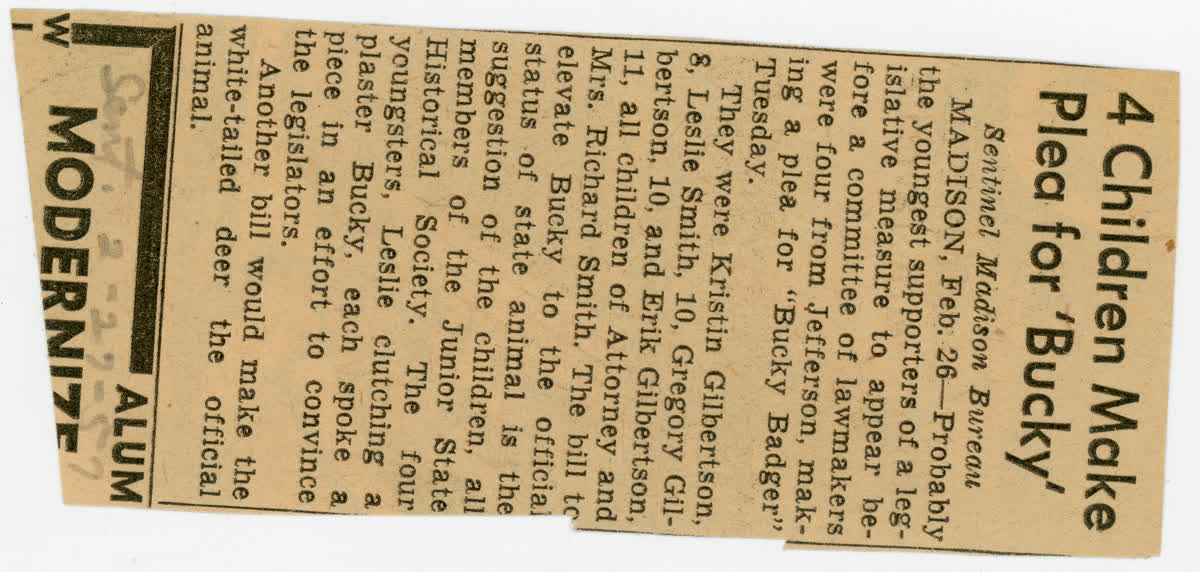 4 Children Make
Plea for 'Bucky'
Sentinel Madison Bureau
MADISON, Feb. 26—Probably
the youngest supporters of a leg-
islative measure to appear be-
fore a committee of lawmakers
were four from Jefferson, mak-
ing a plea for "Bucky Badger"
Tuesday.
They were Kristin Gilbertson,
8, Leslie Smith, 10, Gregory Gil-
bertson, 10, and Erik Gilbertson,
11, all children of Attorney and
Mrs. Richard Smith. The bill to
elevate Bucky to the official
status of state animal is the
suggestion of the children, all
members of the Junior State
Historical Society. The four
youngsters, Leslie clutching a
plaster Bucky, each spoke a
piece in an effort to convince
the legislators.
Another bill would make the
white-tailed deer the official
animal.
ALUM
Sent. 2-27-57
MODERNIZE
W